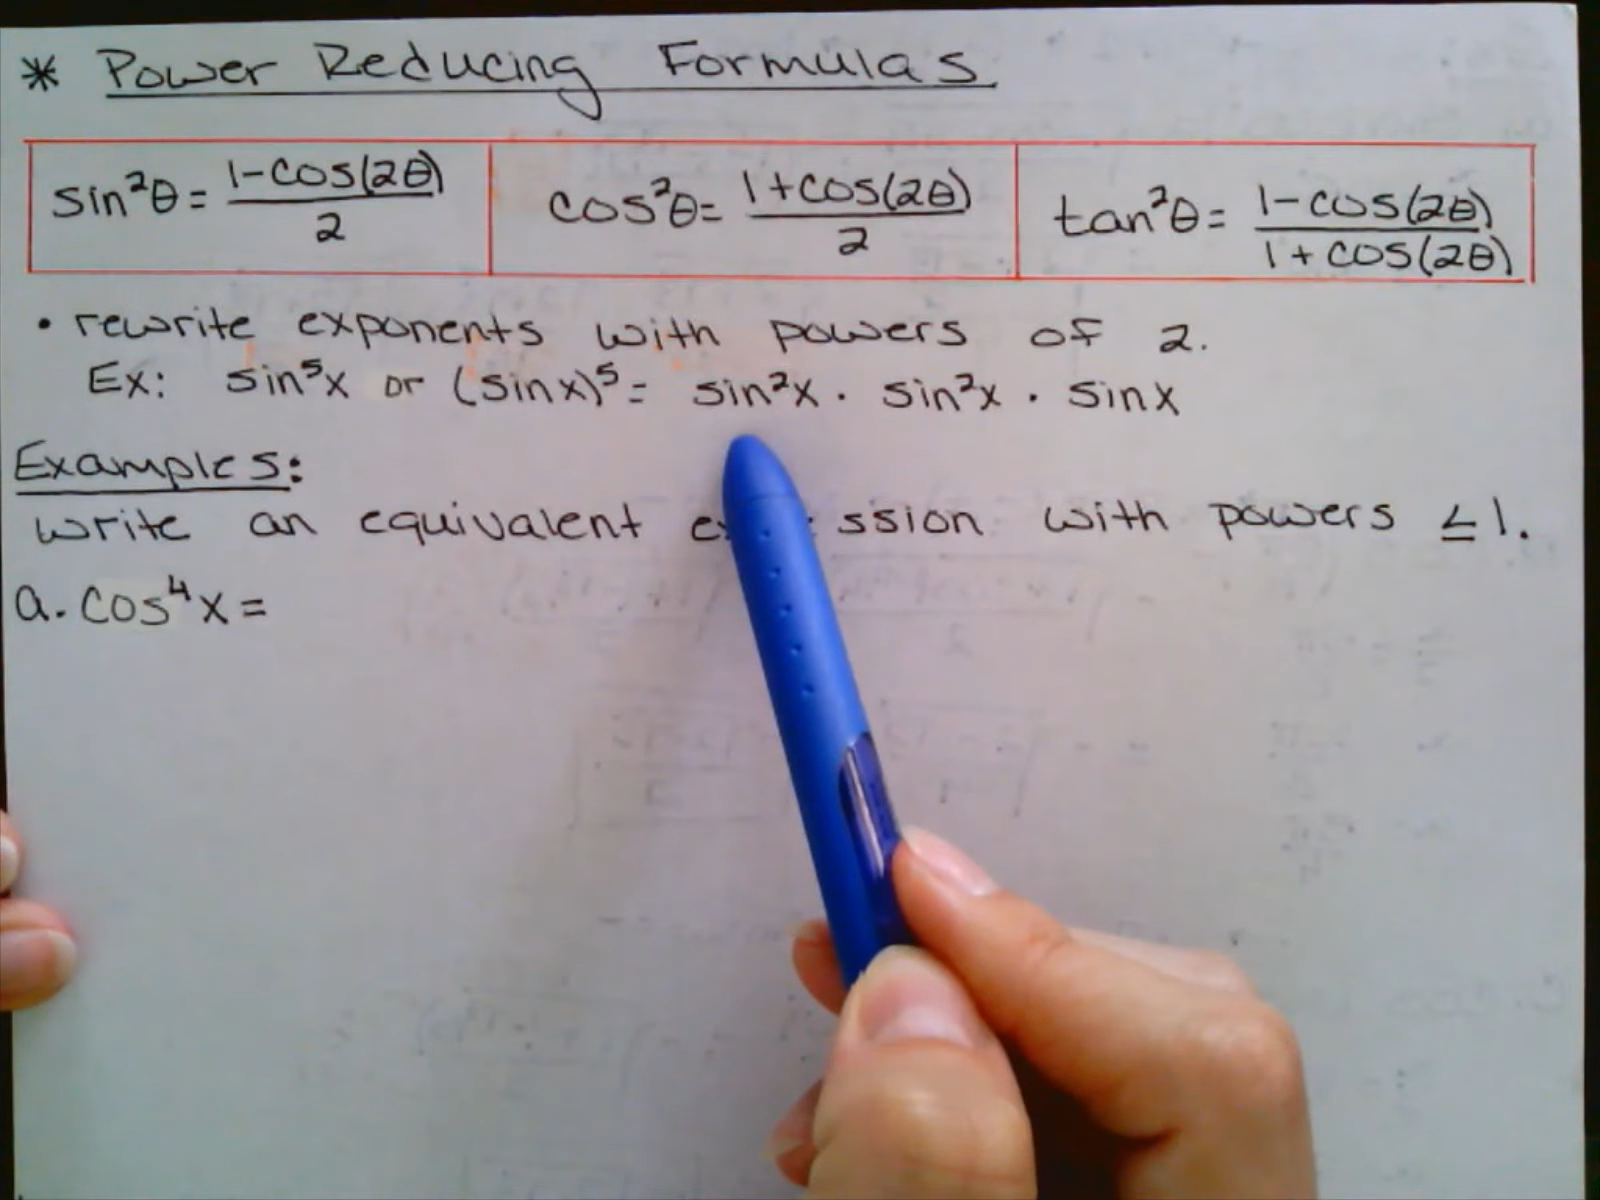 * Power Reducing Formulas
sin²θ = (1-cos(2θ))/2   cos²θ = (1+cos(2θ))/2   tan²θ = (1-cos(2θ))/(1+cos(2θ))
• rewrite exponents with powers of 2.
Ex: sin⁵x or (sinx)⁵ = sin²x · sin²x · sinx
Examples:
write an equivalent ssion with powers ≤ 1.
a. cos⁴x =